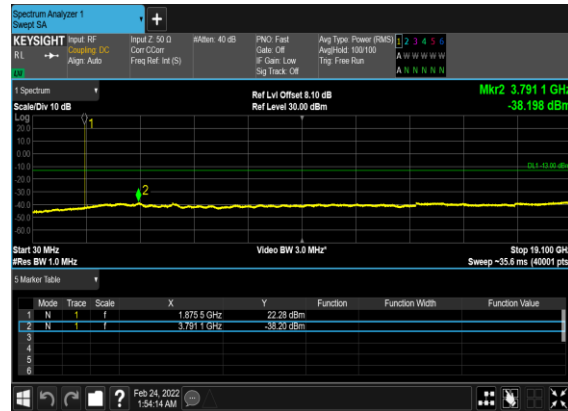 Spectrum Analyzer 1
Swept SA
+
KEYSIGHT Input: RF Input Z: 50 Ω #Atten: 40 dB PNO: Fast Avg Type: Power (RMS) 1 2 3 4 5 6
RL Coupling: DC Corr CCorr Gate: Off Avg|Hold: 100/100 A W W W W W
Align: Auto Freq Ref: Int (S) IF Gain: Low Trig: Free Run
Sig Track: Off A N N N N N
1 Spectrum
Ref Lvl Offset 8.10 dB Mkr2 3.791 1 GHz
Scale/Div 10 dB Ref Level 30.00 dBm -38.198 dBm
Log
20.0
10.0
0.00
-10.0
-20.0
-30.0
-40.0
-50.0
-60.0
1
2
DL1 -13.00 dBm
Start 30 MHz Video BW 3.0 MHz* Stop 19.100 GHz
#Res BW 1.0 MHz Sweep ~35.6 ms (40001 pts)
5 Marker Table
Mode Trace Scale X Y Function Function Width Function Value
1 N 1 f 1.875 5 GHz 22.28 dBm
2 N 1 f 3.791 1 GHz -38.20 dBm
3
4
5
6
? Feb 24, 2022
1:54:14 AM